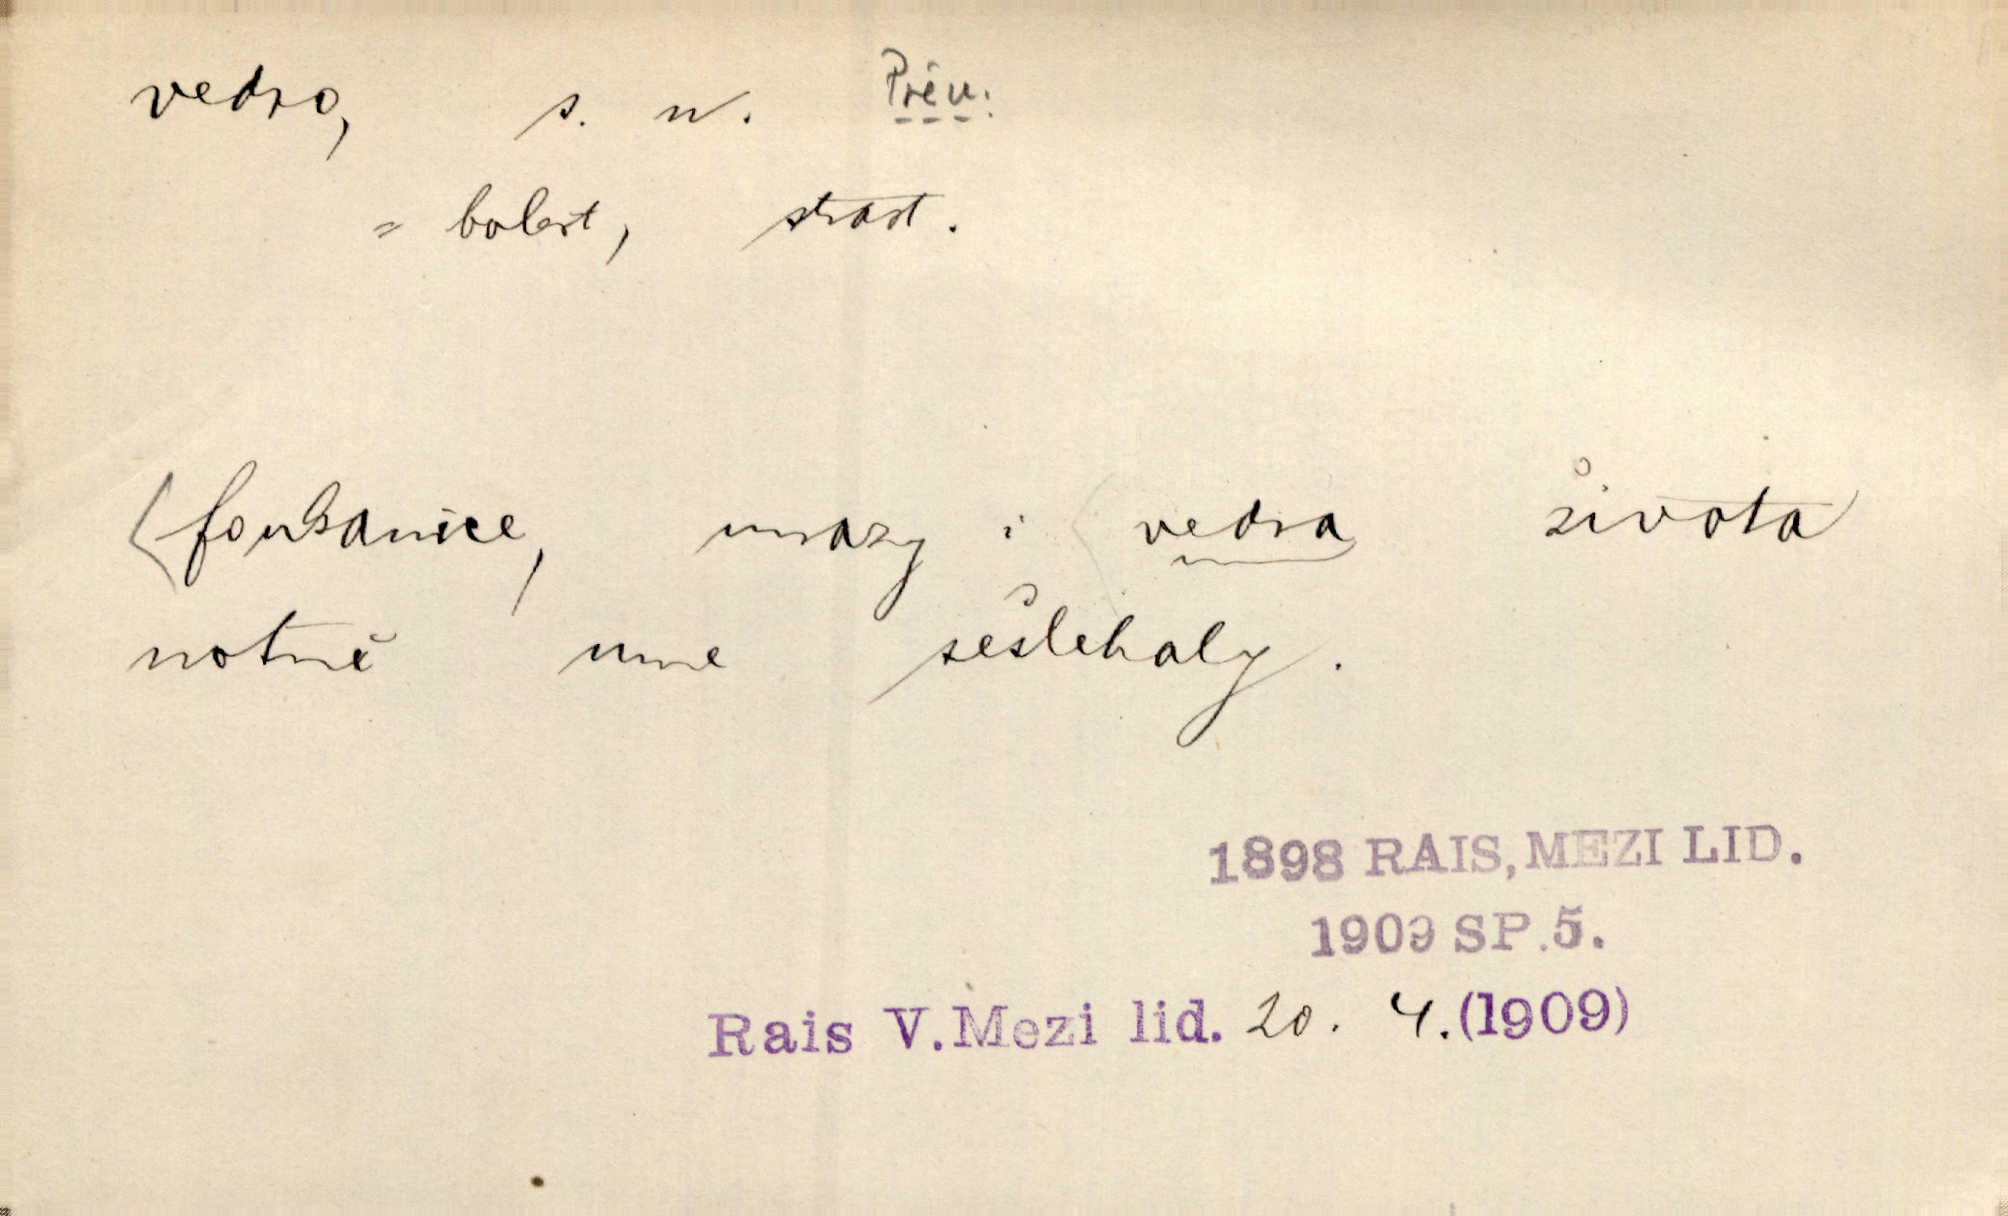 vedro, s. n. Přen.
= bolest, strast.
foukanice, mrazy i vedra života
notně mne sešlehaly.
1898 RAIS, MEZI LID.
1909 SP.5.
Rais V.Mezi lid. 20. 4.(1909)